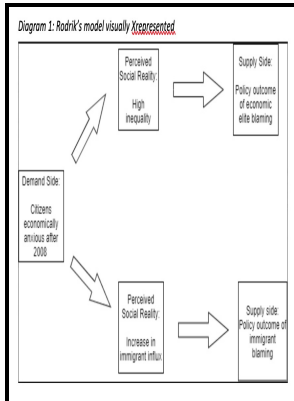 Diagram 1: Rodrik's model visually Xrepresented
Perceived
Social Reality:
High
inequality
Supply Side:
Policy outcome
of economic
elite blaming
Demand Side:
Citizens
economically
anxious after
2008
Perceived
Social Reality:
Increase in
immigrant influx
Supply side:
Policy outcome of
immigrant
blaming